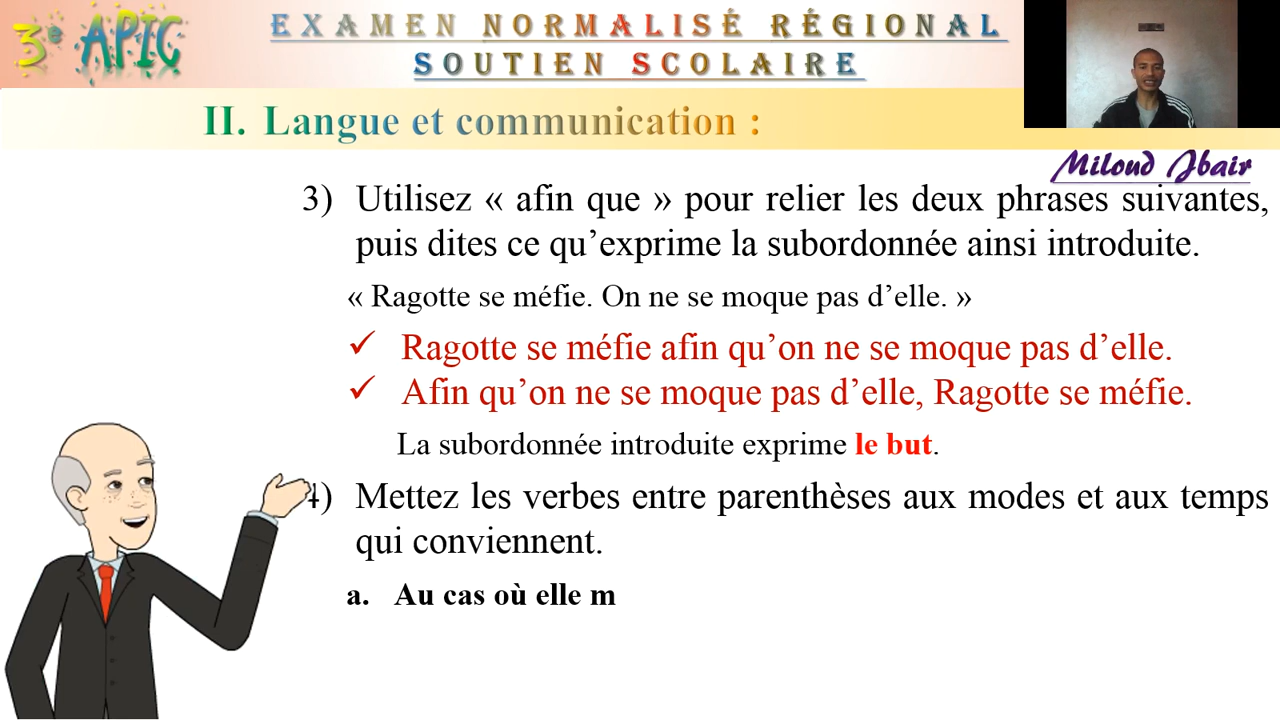 3e APIC
EXAMEN NORMALISÉ RÉGIONAL
SOUTIEN SCOLAIRE
II. Langue et communication :
Miloud Jbair
3) Utilisez « afin que » pour relier les deux phrases suivantes,
puis dites ce qu’exprime la subordonnée ainsi introduite.
« Ragotte se méfie. On ne se moque pas d’elle. »
✓ Ragotte se méfie afin qu’on ne se moque pas d’elle.
✓ Afin qu’on ne se moque pas d’elle, Ragotte se méfie.
La subordonnée introduite exprime le but.
4) Mettez les verbes entre parenthèses aux modes et aux temps
qui conviennent.
a. Au cas où elle m